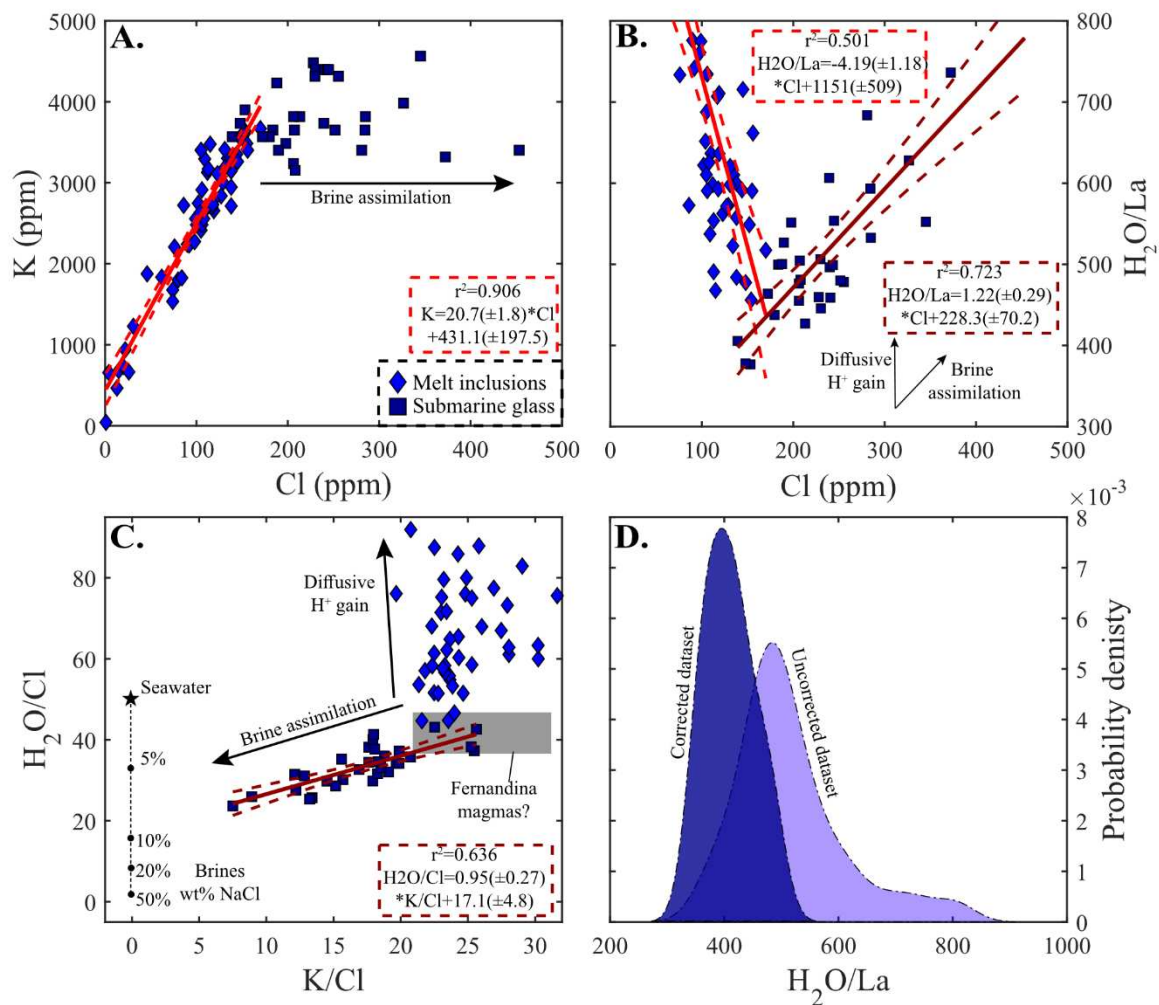 A.
5000
4000
3000
2000
1000
0
K (ppm)
Brine assimilation
r²=0.906
K=20.7(±1.8)*Cl
+431.1(±197.5)
Melt inclusions
Submarine glass
0 100 200 300 400 500
Cl (ppm)
B.
r²=0.501
H2O/La=-4.19(±1.18)
*Cl+1151(±509)
r²=0.723
H2O/La=1.22(±0.29)
*Cl+228.3(±70.2)
Diffusive
H⁺ gain
Brine
assimilation
800
700
600
500
400
300
H₂O/La
0 100 200 300 400 500
Cl (ppm)
C.
80
60
40
20
0
H₂O/Cl
Diffusive
H⁺ gain
Seawater
Brine assimilation
5%
10%
20%
50%
Brines
wt% NaCl
Fernandina
magmas?
r²=0.636
H2O/Cl=0.95(±0.27)
*K/Cl+17.1(±4.8)
0 5 10 15 20 25 30
K/Cl
D.
×10⁻³
8
7
6
5
4
3
2
1
0
Probability denisty
Corrected dataset
Uncorrected dataset
200 400 600 800 1000
H₂O/La